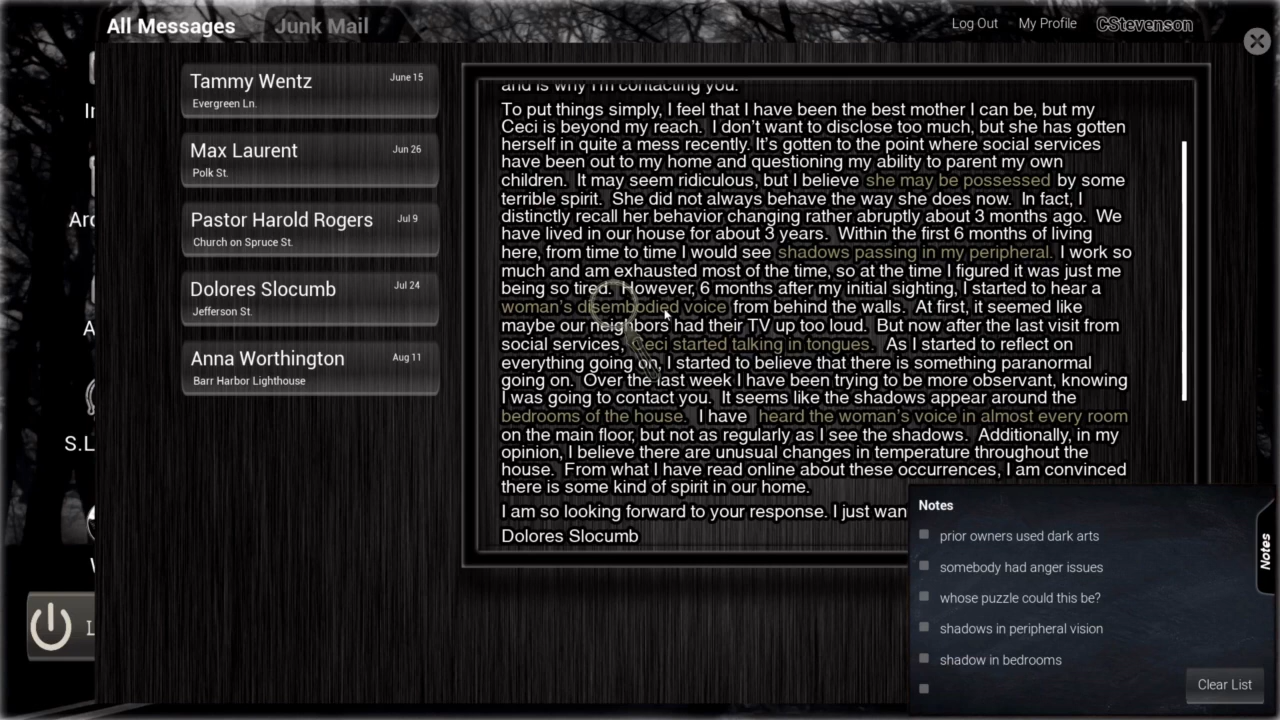 All Messages
Junk Mail
Log Out
My Profile
CStevenson
Tammy Wentz
June 15
Evergreen Ln.
Max Laurent
Jun 26
Polk St.
Pastor Harold Rogers
Jul 9
Church on Spruce St.
Dolores Slocumb
Jul 24
Jefferson St.
Anna Worthington
Aug 11
Barr Harbor Lighthouse
and is why I'm contacting you.
To put things simply, I feel that I have been the best mother I can be, but my
Ceci is beyond my reach. I don't want to disclose too much, but she has gotten
herself in quite a mess recently. It's gotten to the point where social services
have been out to my home and questioning my ability to parent my own
children. It may seem ridiculous, but I believe she may be possessed by some
terrible spirit. She did not always behave the way she does now. In fact, I
distinctly recall her behavior changing rather abruptly about 3 months ago. We
have lived in our house for about 3 years. Within the first 6 months of living
here, from time to time I would see shadows passing in my peripheral. I work so
much and am exhausted most of the time, so at the time I figured it was just me
being so tired. However, 6 months after my initial sighting, I started to hear a
woman's disembodied voice from behind the walls. At first, it seemed like
maybe our neighbors had their TV up too loud. But now after the last visit from
social services, Ceci started talking in tongues. As I started to reflect on
everything going on, I started to believe that there is something paranormal
going on. Over the last week I have been trying to be more observant, knowing
I was going to contact you. It seems like the shadows appear around the
bedrooms of the house. I have heard the woman's voice in almost every room
on the main floor, but not as regularly as I see the shadows. Additionally, in my
opinion, I believe there are unusual changes in temperature throughout the
house. From what I have read online about these occurrences, I am convinced
there is some kind of spirit in our home.
I am so looking forward to your response. I just wan
Dolores Slocumb
Notes
prior owners used dark arts
somebody had anger issues
whose puzzle could this be?
shadows in peripheral vision
shadow in bedrooms
Clear List
Notes
In
Arc
A
S.L
L